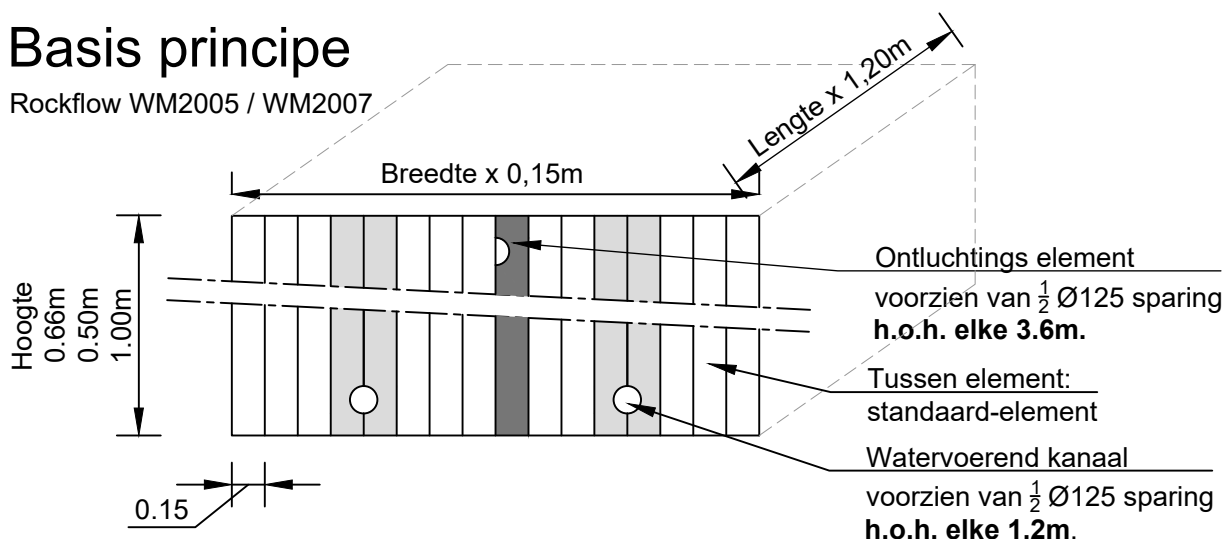 Basis principe
Rockflow WM2005 / WM2007
Lengte x 1,20m
Breedte x 0,15m
Hoogte
0.66m
0.50m
1.00m
Ontluchtings element
voorzien van ½ Ø125 sparing
h.o.h. elke 3.6m.
Tussen element:
standaard-element
Watervoerend kanaal
voorzien van ½ Ø125 sparing
h.o.h. elke 1.2m.
0.15